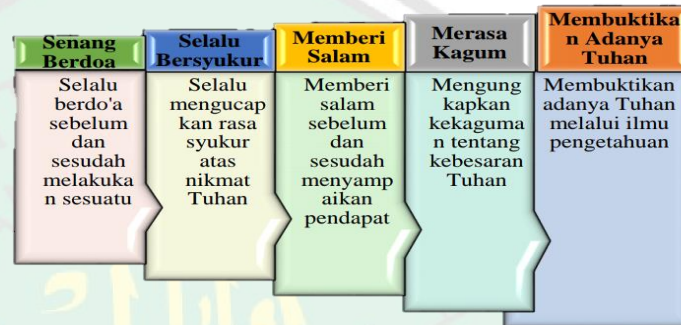 Senang
Berdoa
Selalu
berdo'a
sebelum
dan
sesudah
melakuka
n sesuatu
Selalu
Bersyukur
Selalu
mengucap
kan rasa
syukur
atas
nikmat
Tuhan
Memberi
Salam
Memberi
salam
sebelum
dan
sesudah
menyamp
aikan
pendapat
Merasa
Kagum
Mengung
kapkan
kekaguma
n tentang
kebesaran
Tuhan
Membuktika
n Adanya
Tuhan
Membuktikan
adanya Tuhan
melalui ilmu
pengetahuan